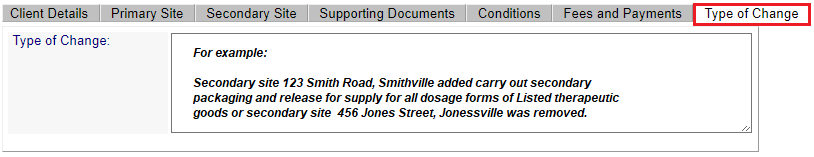 Client Details Primary Site Secondary Site Supporting Documents Conditions Fees and Payments Type of Change
Type of Change:
For example:
Secondary site 123 Smith Road, Smithville added carry out secondary
packaging and release for supply for all dosage forms of Listed therapeutic
goods or secondary site 456 Jones Street, Jonessville was removed.